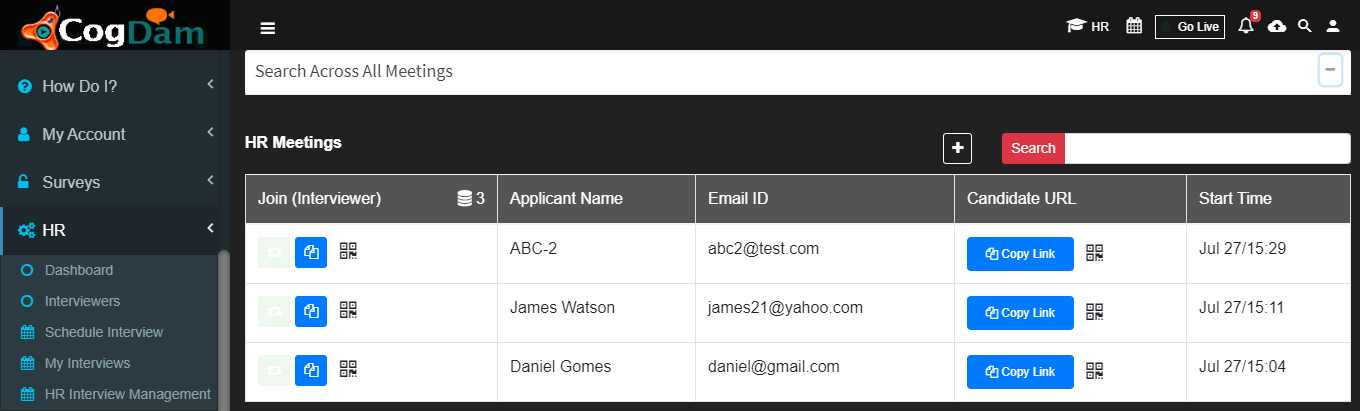 CogDam
HR
Go Live
9
How Do I?
My Account
Surveys
HR
Dashboard
Interviewers
Schedule Interview
My Interviews
HR Interview Management
Search Across All Meetings
HR Meetings
Search
Join (Interviewer) 3 Applicant Name Email ID Candidate URL Start Time
ABC-2 abc2@test.com Copy Link Jul 27/15:29
James Watson james21@yahoo.com Copy Link Jul 27/15:11
Daniel Gomes daniel@gmail.com Copy Link Jul 27/15:04